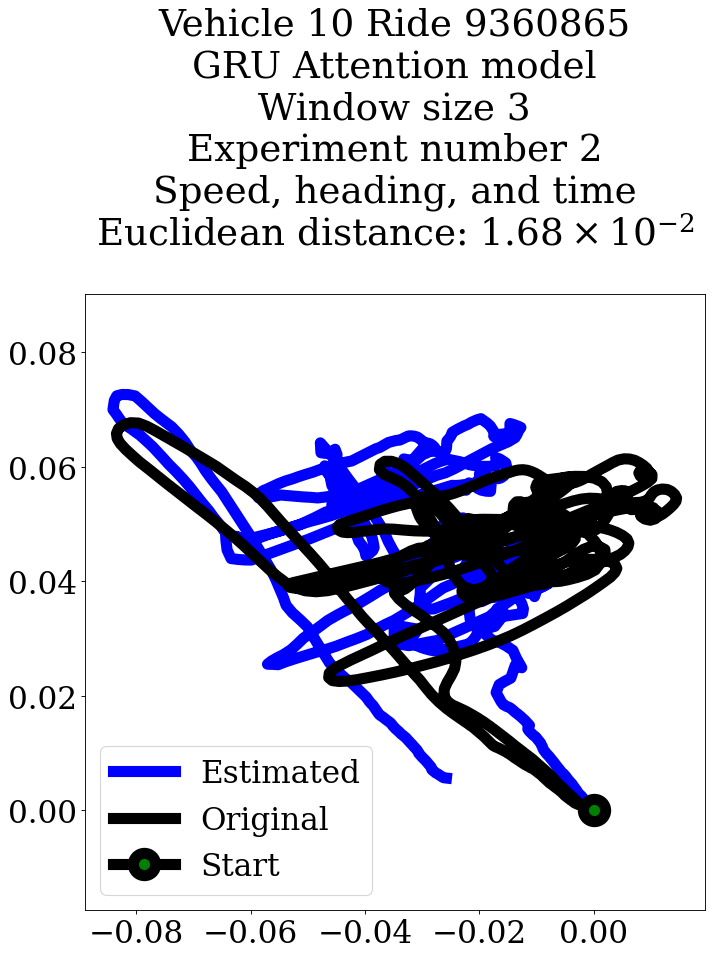 Vehicle 10 Ride 9360865
GRU Attention model
Window size 3
Experiment number 2
Speed, heading, and time
Euclidean distance: 1.68 × 10⁻²
0.08
0.06
0.04
0.02
0.00
Estimated
Original
Start
−0.08 −0.06 −0.04 −0.02 0.00